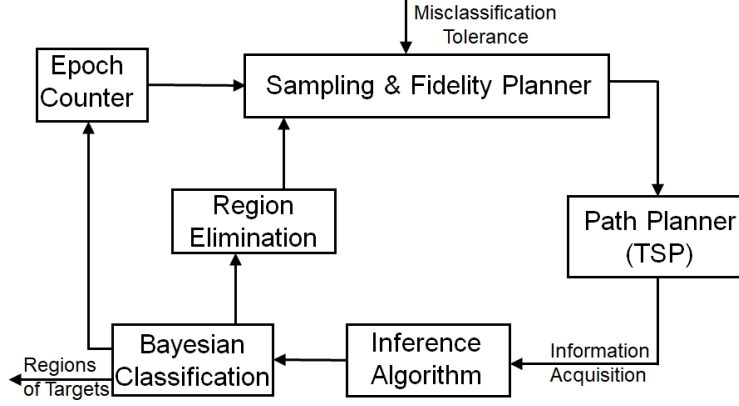 Misclassification
Tolerance
Epoch
Counter
Sampling & Fidelity Planner
Region
Elimination
Path Planner
(TSP)
Regions
of Targets
Bayesian
Classification
Inference
Algorithm
Information
Acquisition